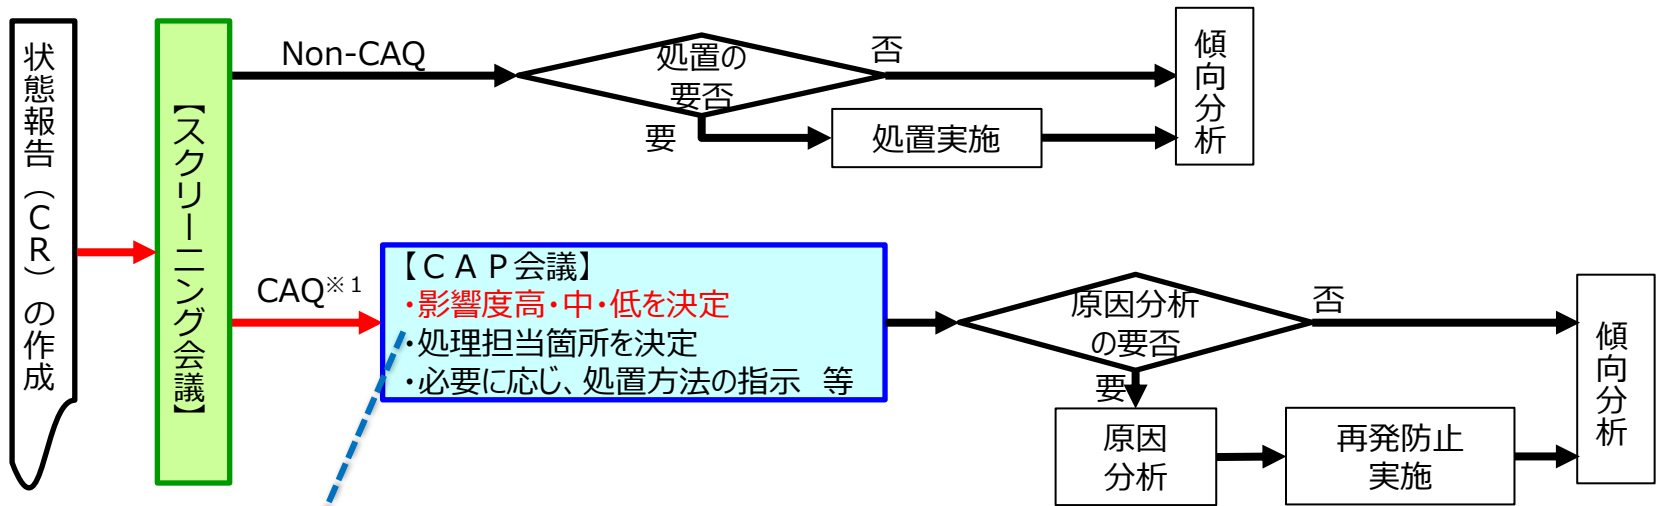 状態報告（ＣＲ）の作成
【スクリーニング会議】
Non-CAQ
処置の
要否
否
要
処置実施
傾向分析
CAQ※１
【ＣＡＰ会議】
・影響度高・中・低を決定
・処理担当箇所を決定
・必要に応じ、処置方法の指示　等
原因分析
の要否
否
要
原因
分析
再発防止
実施
傾向分析